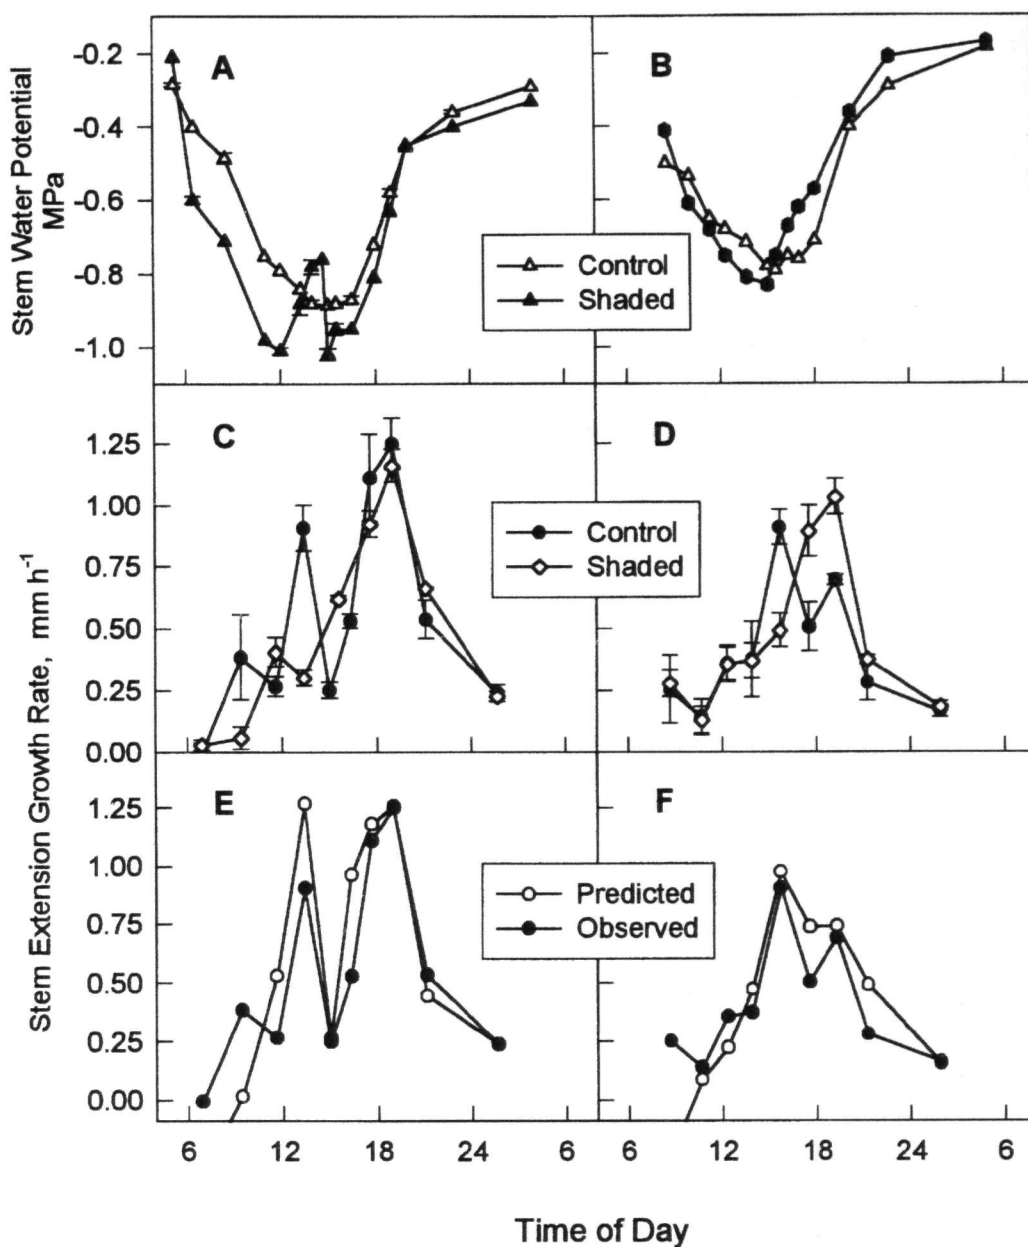 Stem Water Potential
MPa
-0.2
-0.4
-0.6
-0.8
-1.0
A
B
Control
Shaded
Stem Extension Growth Rate, mm h-1
1.25
1.00
0.75
0.50
0.25
0.00
C
D
Control
Shaded
1.25
1.00
0.75
0.50
0.25
0.00
E
F
Predicted
Observed
6 12 18 24 6 6 12 18 24 6
Time of Day